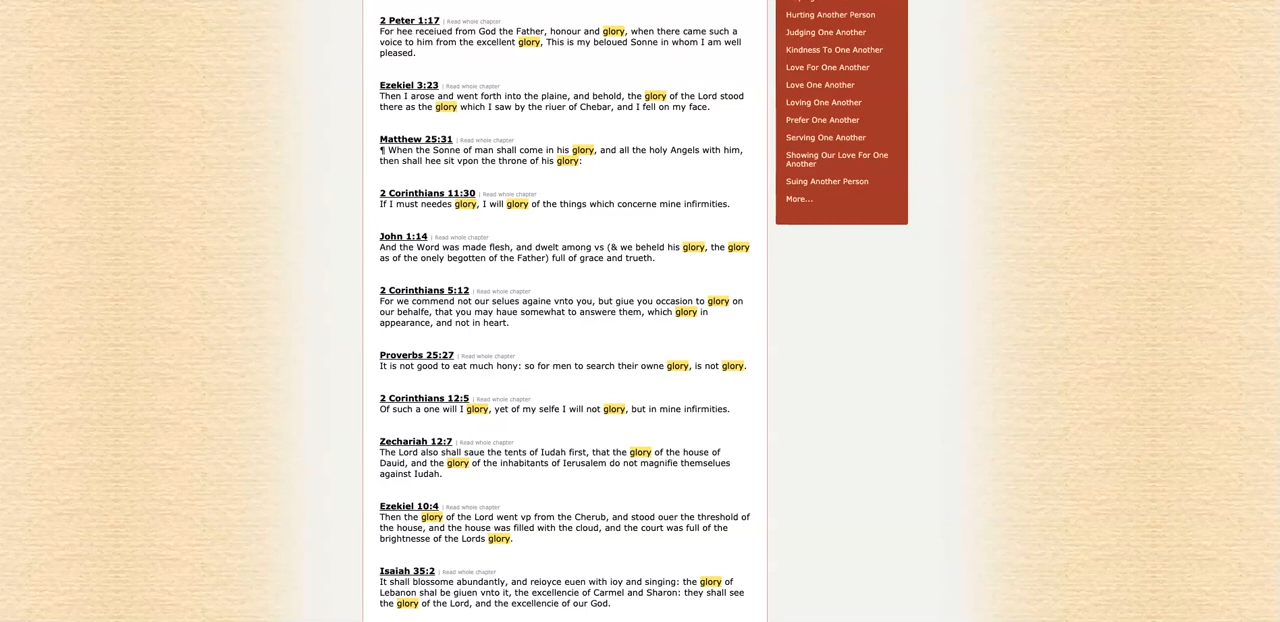 2 Peter 1:17 | Read whole chapter
For hee receiued from God the Father, honour and glory, when there came such a
voice to him from the excellent glory, This is my beloued Sonne in whom I am well
pleased.
Ezekiel 3:23 | Read whole chapter
Then I arose and went forth into the plaine, and behold, the glory of the Lord stood
there as the glory which I saw by the riuer of Chebar, and I fell on my face.
Matthew 25:31 | Read whole chapter
¶ When the Sonne of man shall come in his glory, and all the holy Angels with him,
then shall hee sit vpon the throne of his glory:
2 Corinthians 11:30 | Read whole chapter
If I must needes glory, I will glory of the things which concerne mine infirmities.
John 1:14 | Read whole chapter
And the Word was made flesh, and dwelt among vs (& we beheld his glory, the glory
as of the onely begotten of the Father) full of grace and trueth.
2 Corinthians 5:12 | Read whole chapter
For we commend not our selues againe vnto you, but giue you occasion to glory on
our behalfe, that you may haue somewhat to answere them, which glory in
appearance, and not in heart.
Proverbs 25:27 | Read whole chapter
It is not good to eat much hony: so for men to search their owne glory, is not glory.
2 Corinthians 12:5 | Read whole chapter
Of such a one will I glory, yet of my selfe I will not glory, but in mine infirmities.
Zechariah 12:7 | Read whole chapter
The Lord also shall saue the tents of Iudah first, that the glory of the house of
Dauid, and the glory of the inhabitants of Ierusalem do not magnifie themselues
against Iudah.
Ezekiel 10:4 | Read whole chapter
Then the glory of the Lord went vp from the Cherub, and stood ouer the threshold of
the house, and the house was filled with the cloud, and the court was full of the
brightnesse of the Lords glory.
Isaiah 35:2 | Read whole chapter
It shall blossome abundantly, and reioyce euen with ioy and singing: the glory of
Lebanon shal be giuen vnto it, the excellencie of Carmel and Sharon: they shall see
the glory of the Lord, and the excellencie of our God.
Hurting Another Person
Judging One Another
Kindness To One Another
Love For One Another
Love One Another
Loving One Another
Prefer One Another
Serving One Another
Showing Our Love For One
Another
Suing Another Person
More...